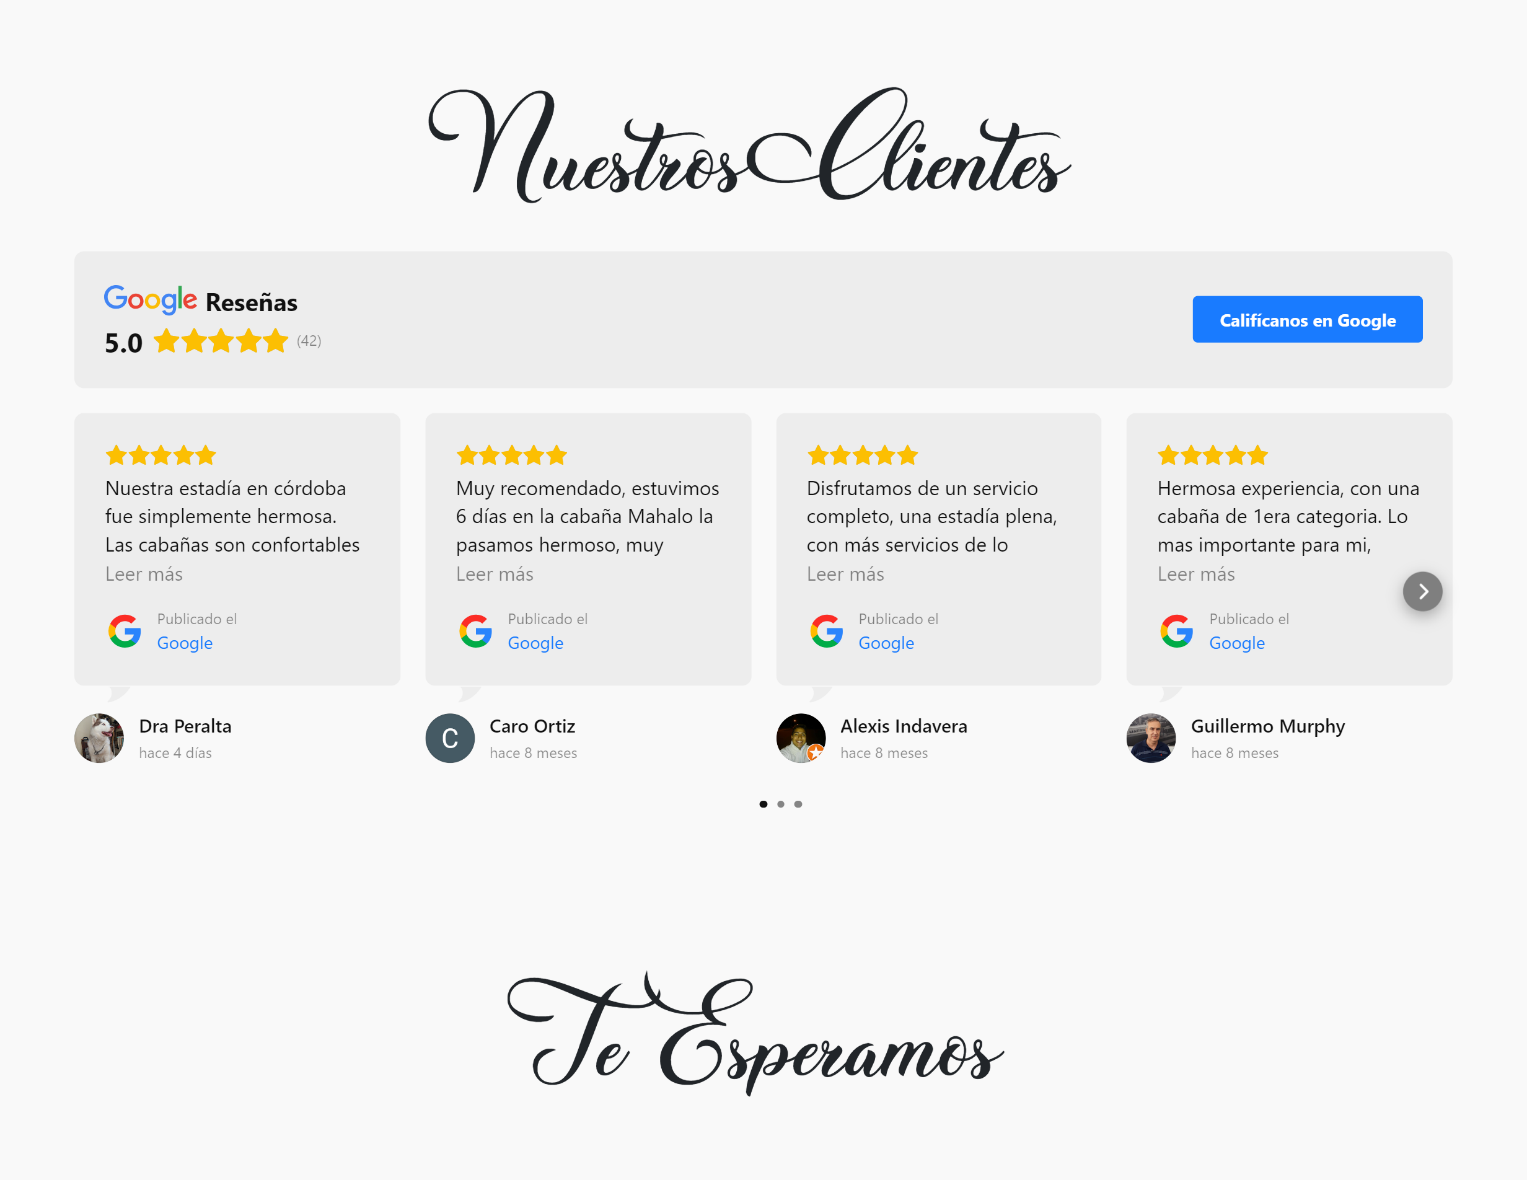 Nuestros Clientes
Google Reseñas
5.0 (42)
Califícanos en Google
Nuestra estadía en córdoba
fue simplemente hermosa.
Las cabañas son confortables
Leer más
Publicado el
Google
Dra Peralta
hace 4 días
Muy recomendado, estuvimos
6 días en la cabaña Mahalo la
pasamos hermoso, muy
Leer más
Publicado el
Google
C
Caro Ortiz
hace 8 meses
Disfrutamos de un servicio
completo, una estadía plena,
con más servicios de lo
Leer más
Publicado el
Google
Alexis Indavera
hace 8 meses
Hermosa experiencia, con una
cabaña de 1era categoria. Lo
mas importante para mi,
Leer más
Publicado el
Google
Guillermo Murphy
hace 8 meses
Te Esperamos